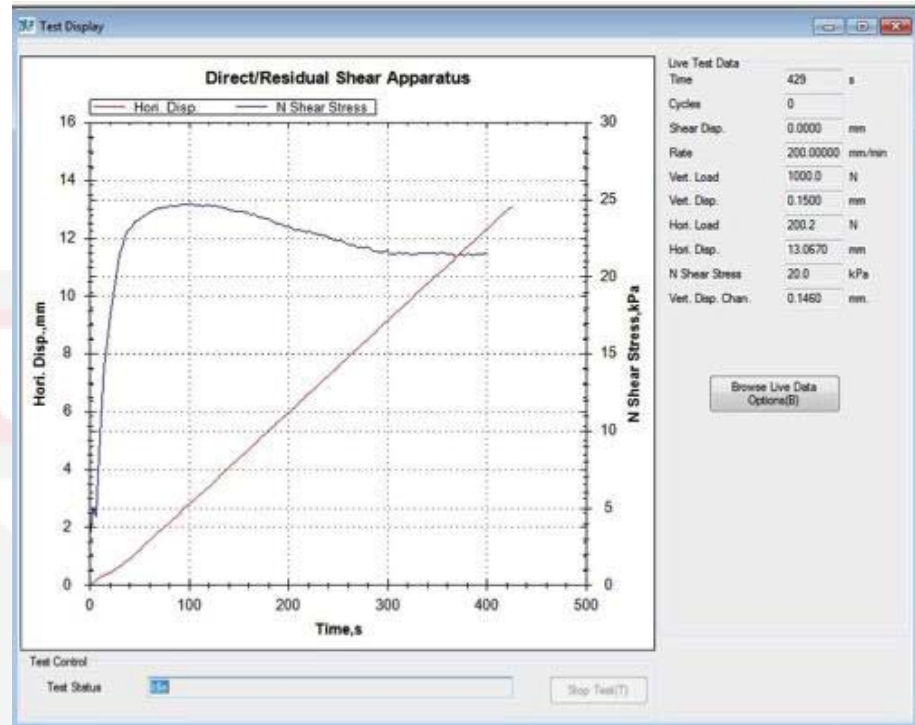 Test Display
Direct/Residual Shear Apparatus
Hori. Disp. N Shear Stress
16
14
12
10
8
6
4
2
0
Hori. Disp.,mm
30
25
20
15
10
5
0
N Shear Stress,kPa
0 100 200 300 400 500
Time,s
Live Test Data
Time 429 s
Cycles 0
Shear Disp. 0.0000 mm
Rate 200.00000 mm/min
Vert. Load 1000.0 N
Vert. Disp. 0.1500 mm
Hori. Load 200.2 N
Hori. Disp. 13.0670 mm
N Shear Stress 20.0 kPa
Vert. Disp. Chan. 0.1460 mm.
Browse Live Data
Options(B)
Test Control
Test Status
Stop Test(T)